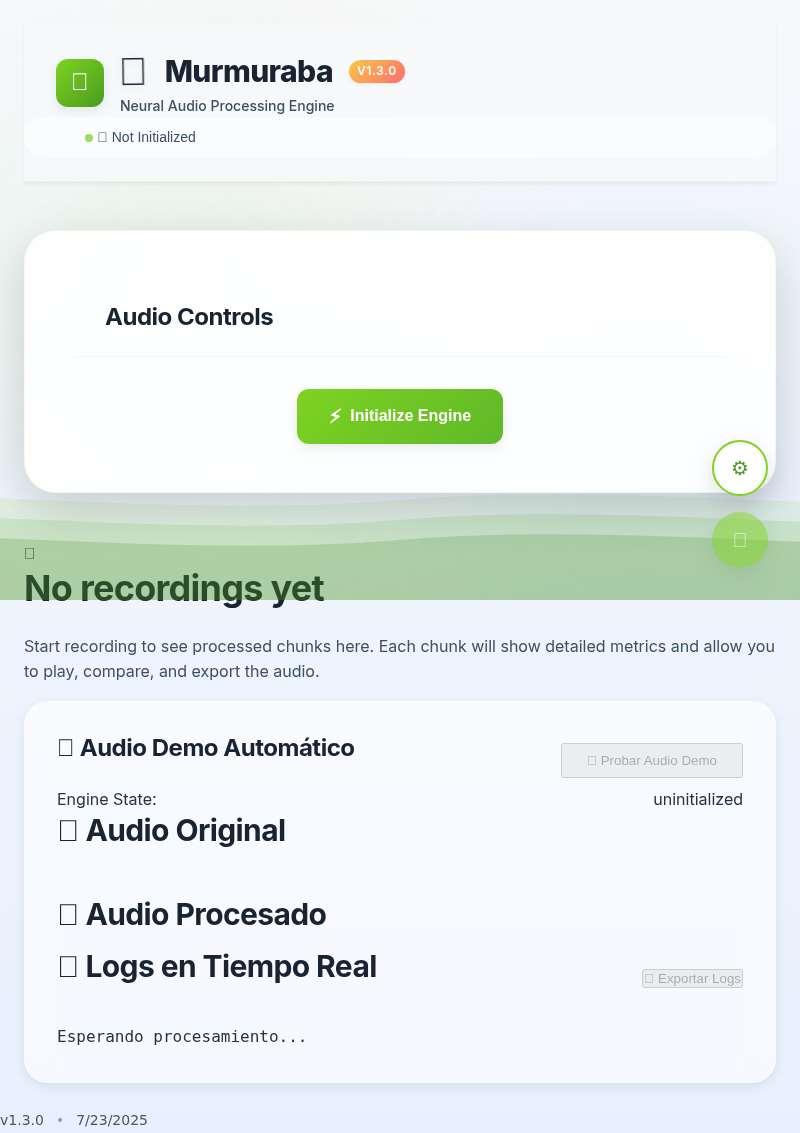 Murmuraba V1.3.0
Neural Audio Processing Engine
Not Initialized
Audio Controls
⚡ Initialize Engine
⚙
No recordings yet
Start recording to see processed chunks here. Each chunk will show detailed metrics and allow you
to play, compare, and export the audio.
Audio Demo Automático
Probar Audio Demo
Engine State: uninitialized
Audio Original
Audio Procesado
Logs en Tiempo Real
Exportar Logs
Esperando procesamiento...
v1.3.0 • 7/23/2025